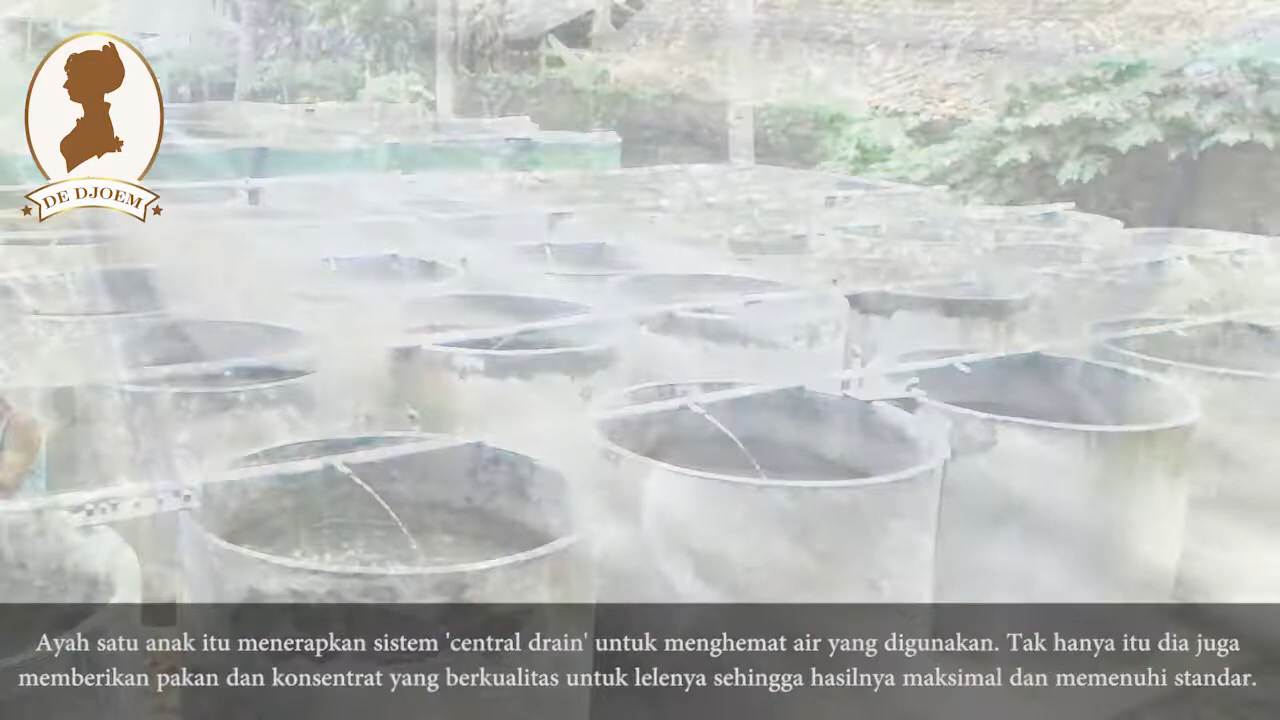 DE DJOEM
Ayah satu anak itu menerapkan sistem 'central drain' untuk menghemat air yang digunakan. Tak hanya itu dia juga
memberikan pakan dan konsentrat yang berkualitas untuk lelenya sehingga hasilnya maksimal dan memenuhi standar.